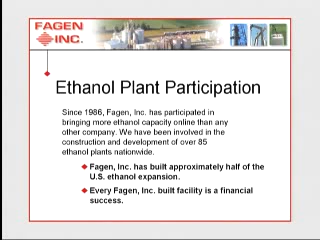 FAGEN
INC.
Ethanol Plant Participation
Since 1986, Fagen, Inc. has participated in
bringing more ethanol capacity online than any
other company. We have been involved in the
construction and development of over 85
ethanol plants nationwide.
Fagen, Inc. has built approximately half of the
U.S. ethanol expansion.
Every Fagen, Inc. built facility is a financial
success.